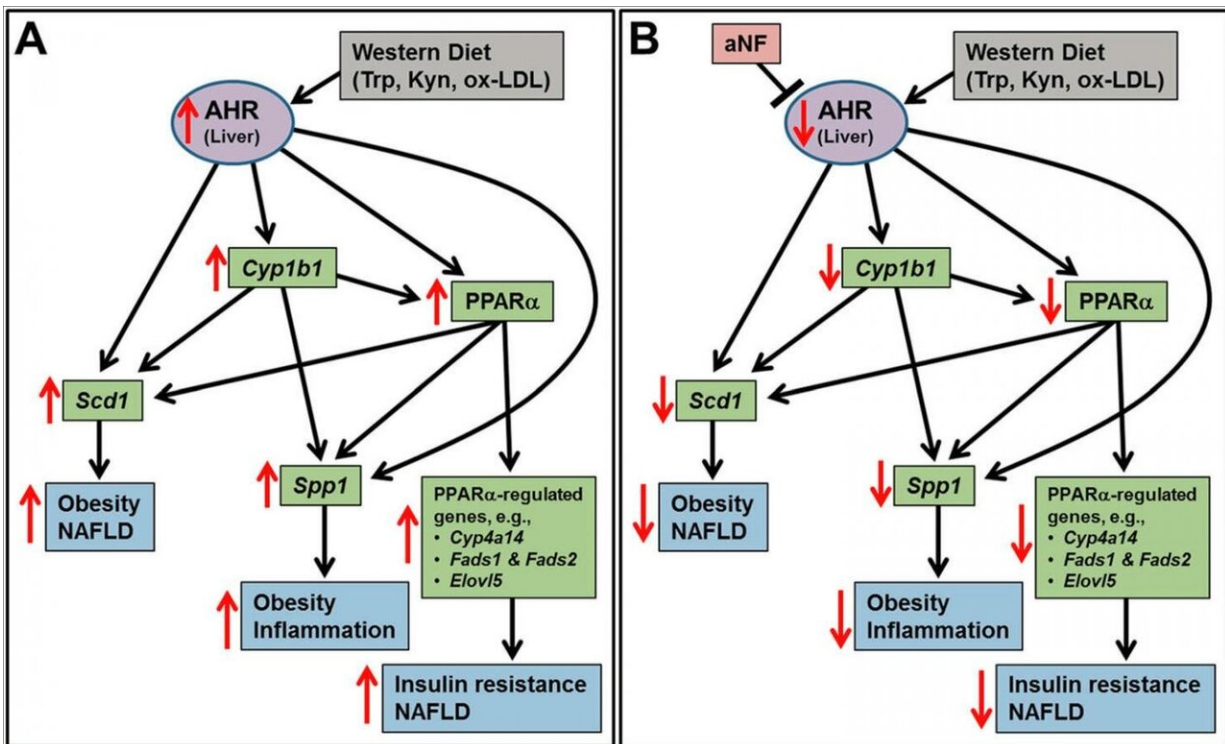 A
Western Diet
(Trp, Kyn, ox-LDL)
AHR
(Liver)
Cyp1b1
PPARα
Scd1
Spp1
Obesity
NAFLD
PPARα-regulated
genes, e.g.,
• Cyp4a14
• Fads1 & Fads2
• Elovl5
Obesity
Inflammation
Insulin resistance
NAFLD
B
aNF
Western Diet
(Trp, Kyn, ox-LDL)
AHR
(Liver)
Cyp1b1
PPARα
Scd1
Spp1
Obesity
NAFLD
PPARα-regulated
genes, e.g.,
• Cyp4a14
• Fads1 & Fads2
• Elovl5
Obesity
Inflammation
Insulin resistance
NAFLD